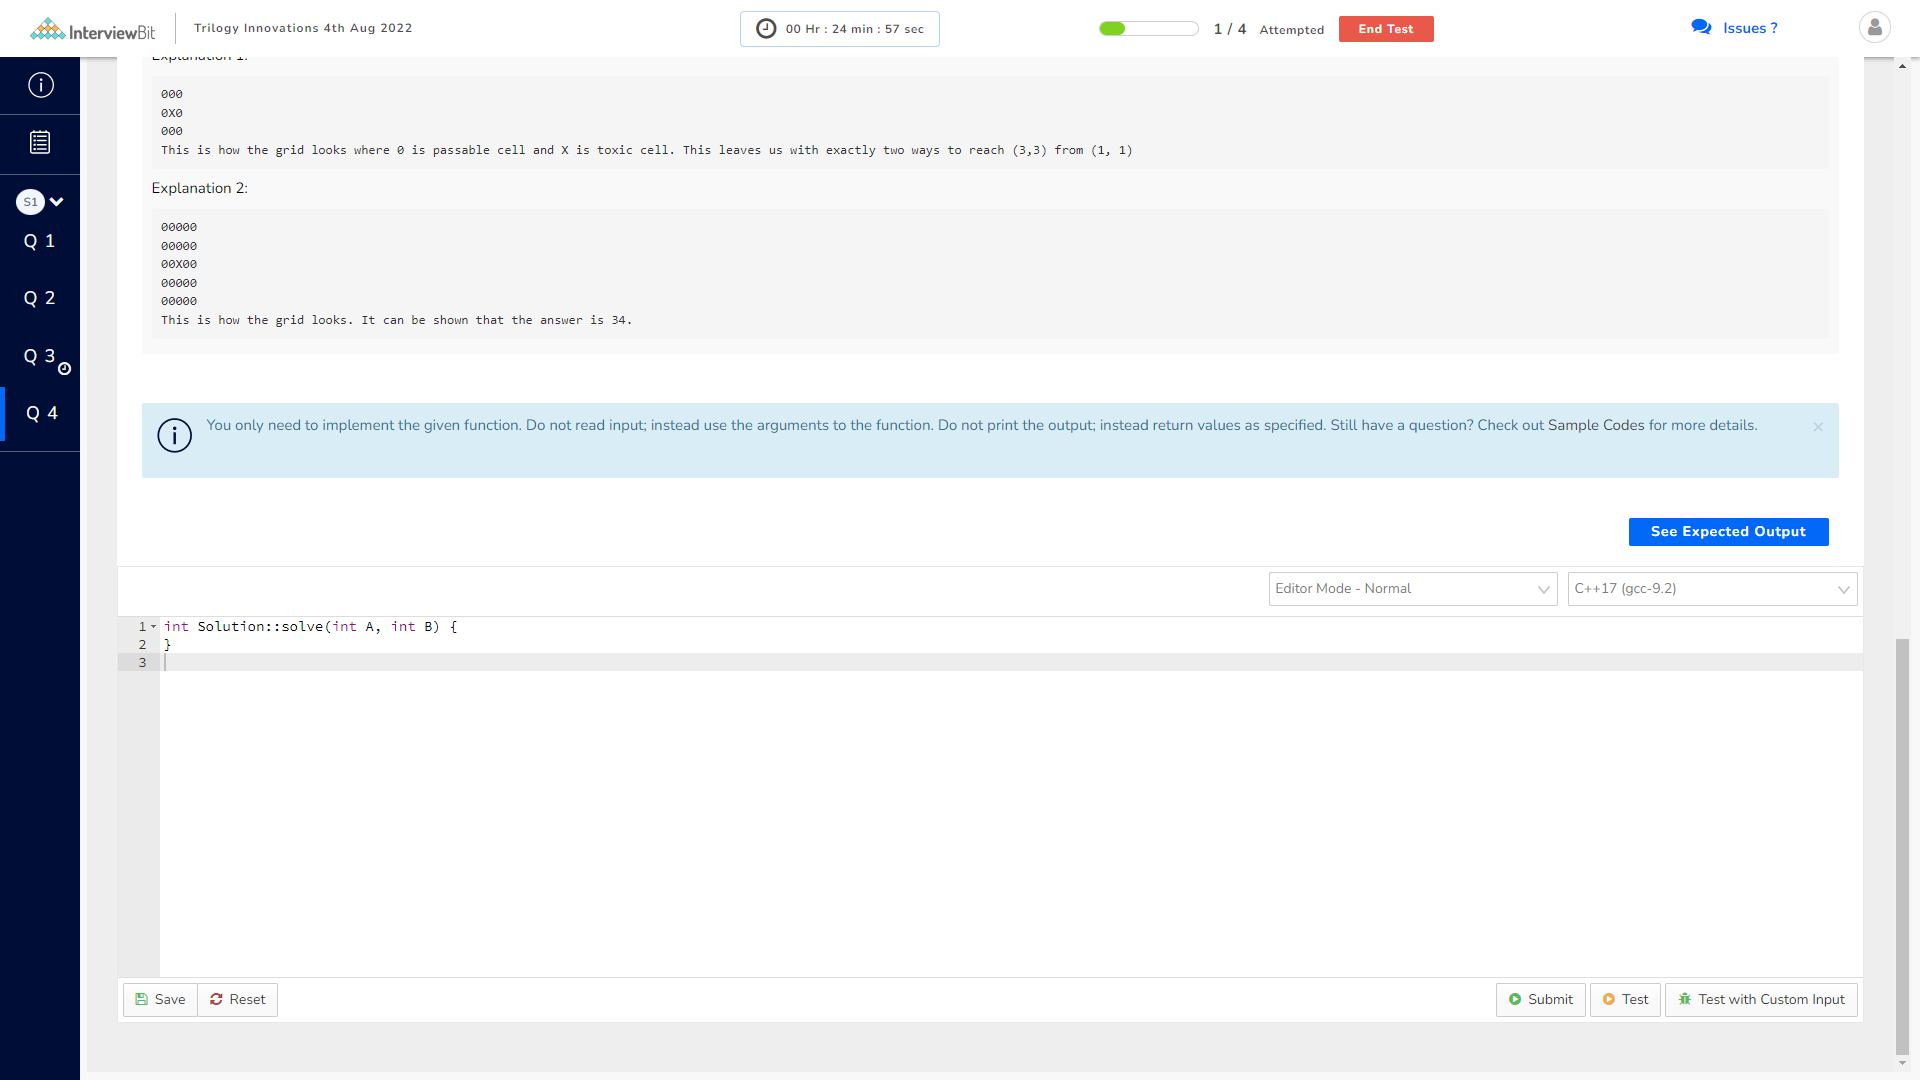 InterviewBit
Trilogy Innovations 4th Aug 2022
00 Hr : 24 min : 57 sec
1 / 4 Attempted
End Test
Issues ?
Explanation 1:
000
0X0
000
This is how the grid looks where 0 is passable cell and X is toxic cell. This leaves us with exactly two ways to reach (3,3) from (1, 1)
Explanation 2:
00000
00000
00X00
00000
00000
This is how the grid looks. It can be shown that the answer is 34.
S1
Q 1
Q 2
Q 3
Q 4
You only need to implement the given function. Do not read input; instead use the arguments to the function. Do not print the output; instead return values as specified. Still have a question? Check out Sample Codes for more details.
×
See Expected Output
Editor Mode - Normal
C++17 (gcc-9.2)
1 int Solution::solve(int A, int B) {
2 }
3
Save
Reset
Submit
Test
Test with Custom Input